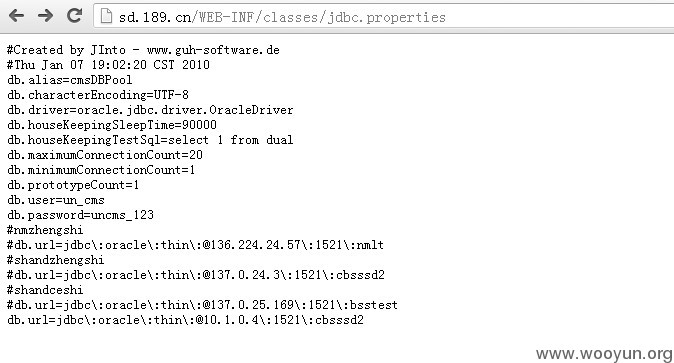 sd.189.cn/WEB-INF/classes/jdbc.properties
#Created by JInto - www.guh-software.de
#Thu Jan 07 19:02:20 CST 2010
db.alias=cmsDBPool
db.characterEncoding=UTF-8
db.driver=oracle.jdbc.driver.OracleDriver
db.houseKeepingSleepTime=90000
db.houseKeepingTestSql=select 1 from dual
db.maximumConnectionCount=20
db.minimumConnectionCount=1
db.prototypeCount=1
db.user=un_cms
db.password=uncms_123
#nmzhengshi
#db.url=jdbc\:oracle\:thin\:@136.224.24.57\:1521\:nmlt
#shandzhengshi
#db.url=jdbc\:oracle\:thin\:@137.0.24.3\:1521\:cbsssd2
#shandceshi
#db.url=jdbc\:oracle\:thin\:@137.0.25.169\:1521\:bsstest
db.url=jdbc\:oracle\:thin\:@10.1.0.4\:1521\:cbsssd2
www.wooyun.org